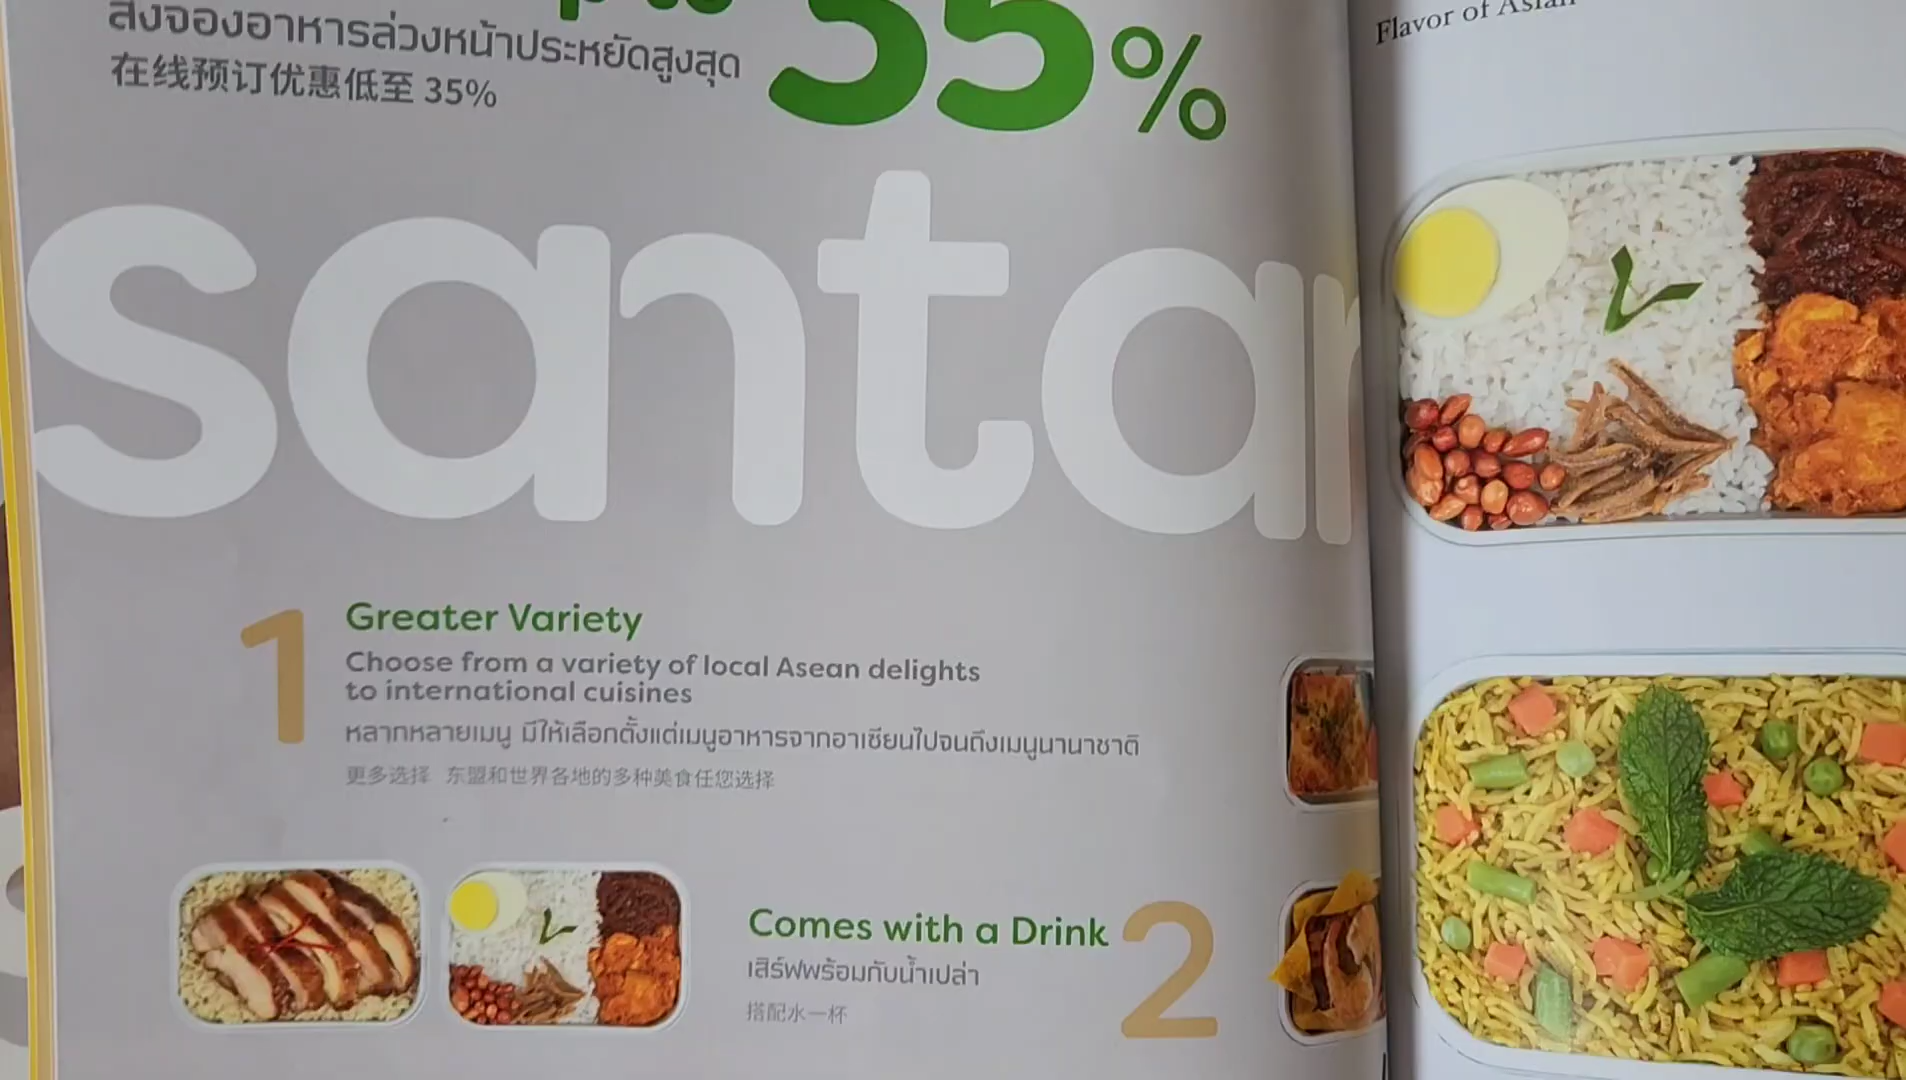 สั่งจองอาหารล่วงหน้าประหยัดสูงสุด
在线预订优惠低至 35%
35%
santan
1
Greater Variety
Choose from a variety of local Asean delights
to international cuisines
หลากหลายเมนู มีให้เลือกตั้งแต่เมนูอาหารจากอาเซียนไปจนถึงเมนูนานาชาติ
更多选择 东盟和世界各地的多种美食任您选择
Comes with a Drink
2
เสิร์ฟพร้อมกับน้ำเปล่า
搭配水一杯
Flavor of Asian